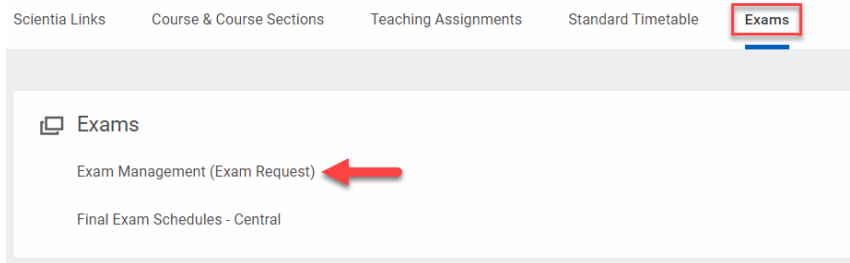 Scientia Links Course & Course Sections Teaching Assignments Standard Timetable Exams
Exams
Exam Management (Exam Request)
Final Exam Schedules - Central